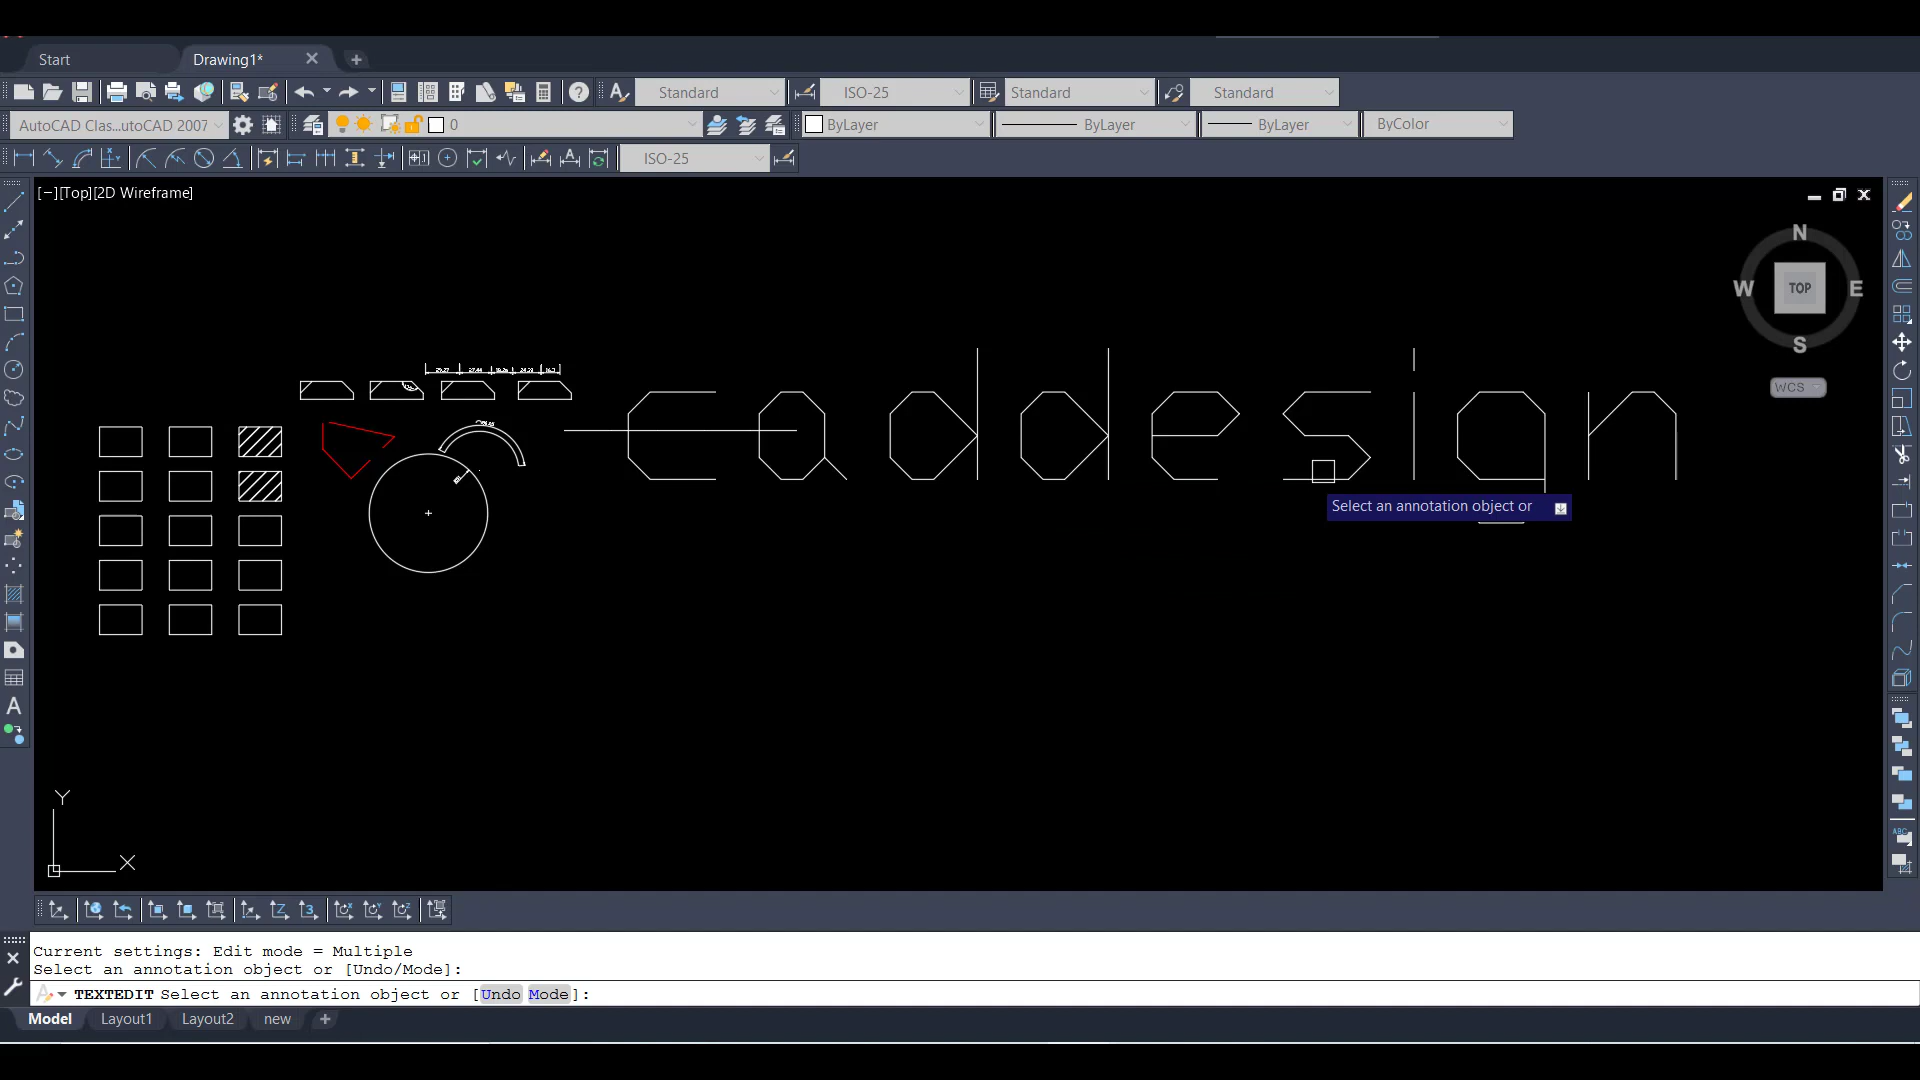 Start
Drawing1*
Standard
ISO-25
Standard
Standard
AutoCAD Clas...utoCAD 2007
0
ByLayer
ByLayer
ByLayer
ByColor
ISO-25
[−][Top][2D Wireframe]
N
W
TOP
E
S
WCS
caddesign
Select an annotation object or
Y
X
Current settings: Edit mode = Multiple
Select an annotation object or [Undo/Mode]:
TEXTEDIT Select an annotation object or [Undo Mode]:
Model
Layout1
Layout2
new